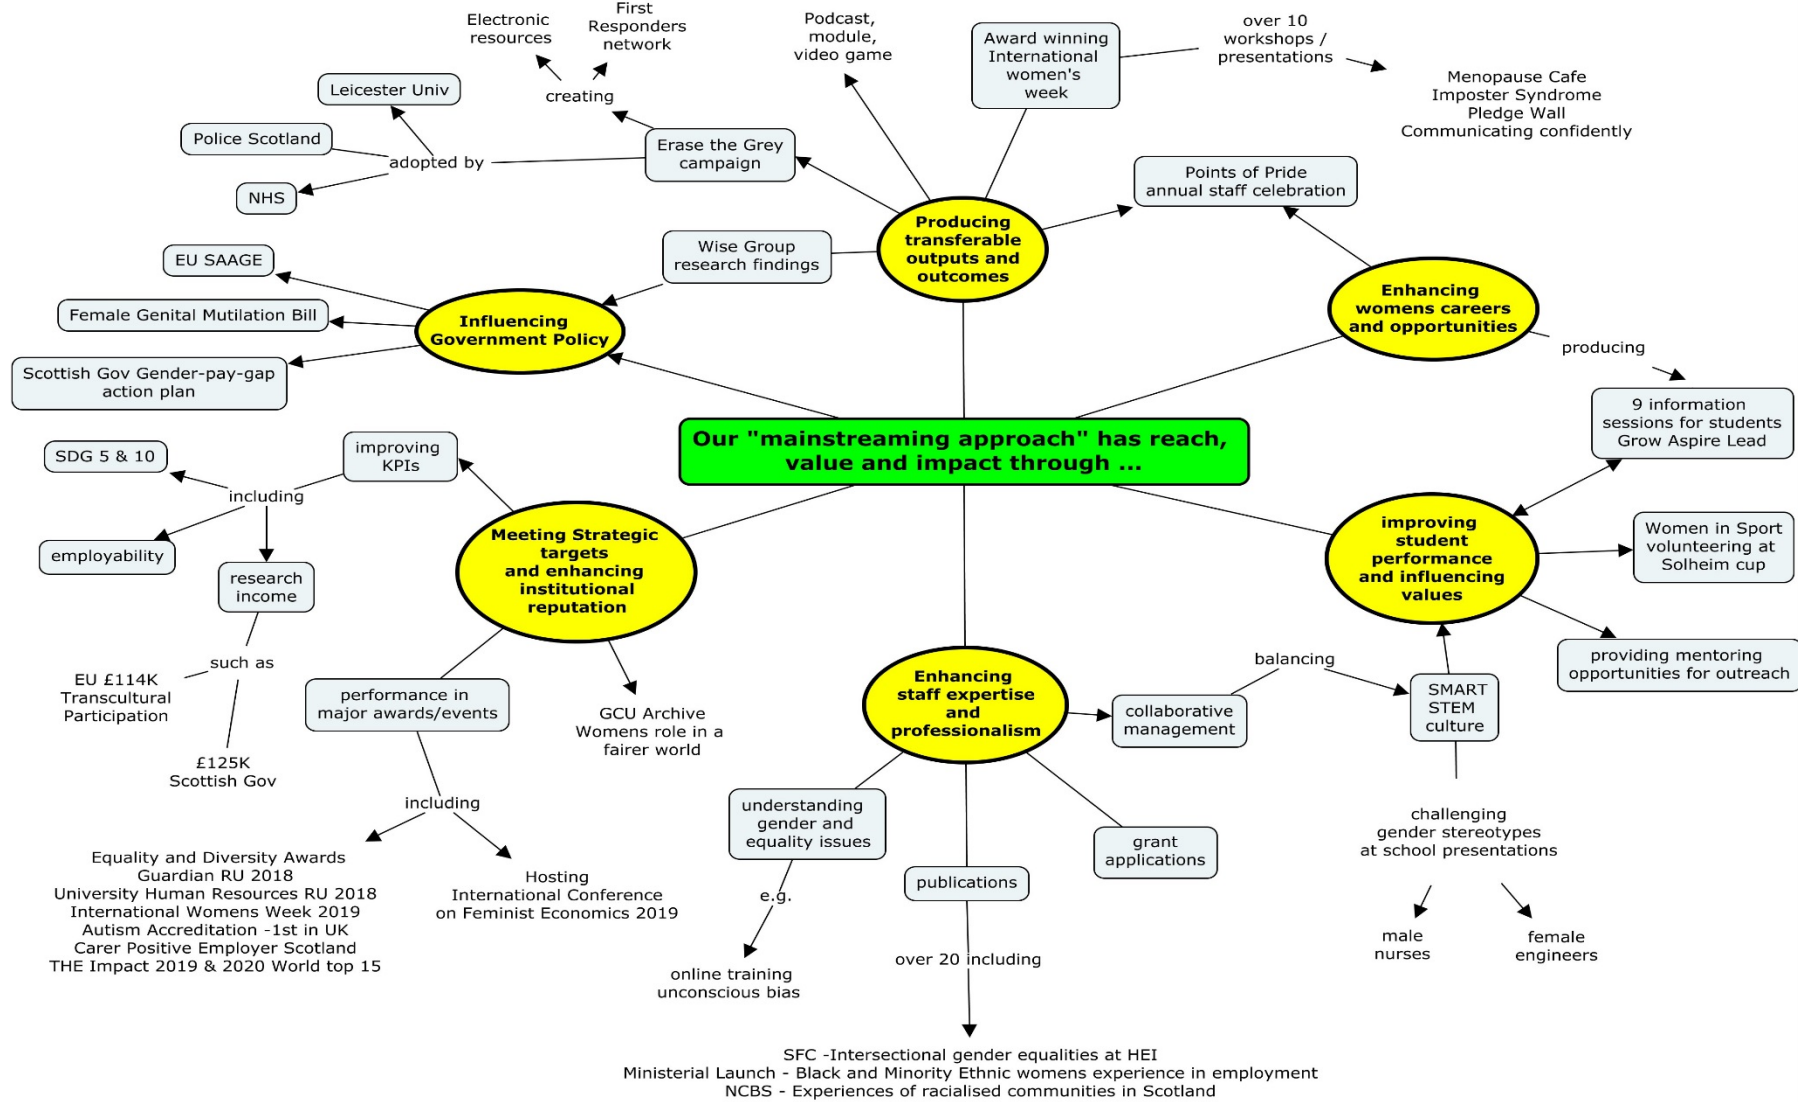 Electronic
resources
First
Responders
network
Podcast,
module,
video game
Award winning
International
women's
week
over 10
workshops /
presentations
Menopause Cafe
Imposter Syndrome
Pledge Wall
Communicating confidently
creating
Leicester Univ
Police Scotland
adopted by
NHS
Erase the Grey
campaign
Points of Pride
annual staff celebration
Producing
transferable
outputs and
outcomes
Wise Group
research findings
EU SAAGE
Female Genital Mutilation Bill
Scottish Gov Gender-pay-gap
action plan
Influencing
Government Policy
Enhancing
womens careers
and opportunities
producing
9 information
sessions for students
Grow Aspire Lead
Our "mainstreaming approach" has reach,
value and impact through ...
SDG 5 & 10
improving
KPIs
including
employability
research
income
such as
EU £114K
Transcultural
Participation
£125K
Scottish Gov
Meeting Strategic
targets
and enhancing
institutional
reputation
performance in
major awards/events
GCU Archive
Womens role in a
fairer world
including
Equality and Diversity Awards
Guardian RU 2018
University Human Resources RU 2018
International Womens Week 2019
Autism Accreditation -1st in UK
Carer Positive Employer Scotland
THE Impact 2019 & 2020 World top 15
Hosting
International Conference
on Feminist Economics 2019
improving
student
performance
and influencing
values
Women in Sport
volunteering at
Solheim cup
providing mentoring
opportunities for outreach
Enhancing
staff expertise
and
professionalism
collaborative
management
balancing
SMART
STEM
culture
challenging
gender stereotypes
at school presentations
male
nurses
female
engineers
understanding
gender and
equality issues
e.g.
online training
unconscious bias
publications
grant
applications
over 20 including
SFC -Intersectional gender equalities at HEI
Ministerial Launch - Black and Minority Ethnic womens experience in employment
NCBS - Experiences of racialised communities in Scotland